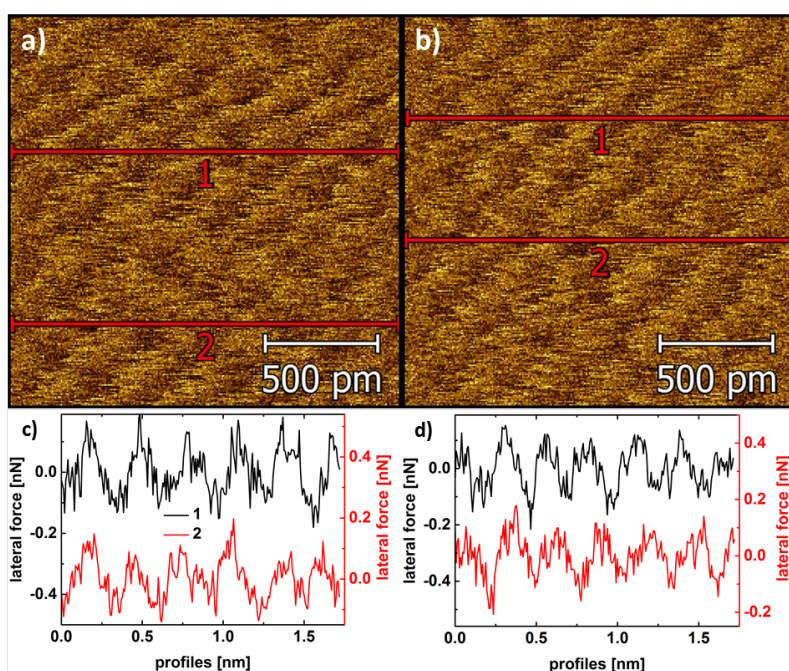 a)
1
2
500 pm
b)
1
2
500 pm
c)
lateral force [nN]
0.0
-0.2
-0.4
1
2
0.4
0.2
0.0
lateral force [nN]
0.0 0.5 1.0 1.5
profiles [nm]
d)
lateral force [nN]
0.0
-0.2
-0.4
0.4
0.2
0.0
-0.2
lateral force [nN]
0.0 0.5 1.0 1.5
profiles [nm]